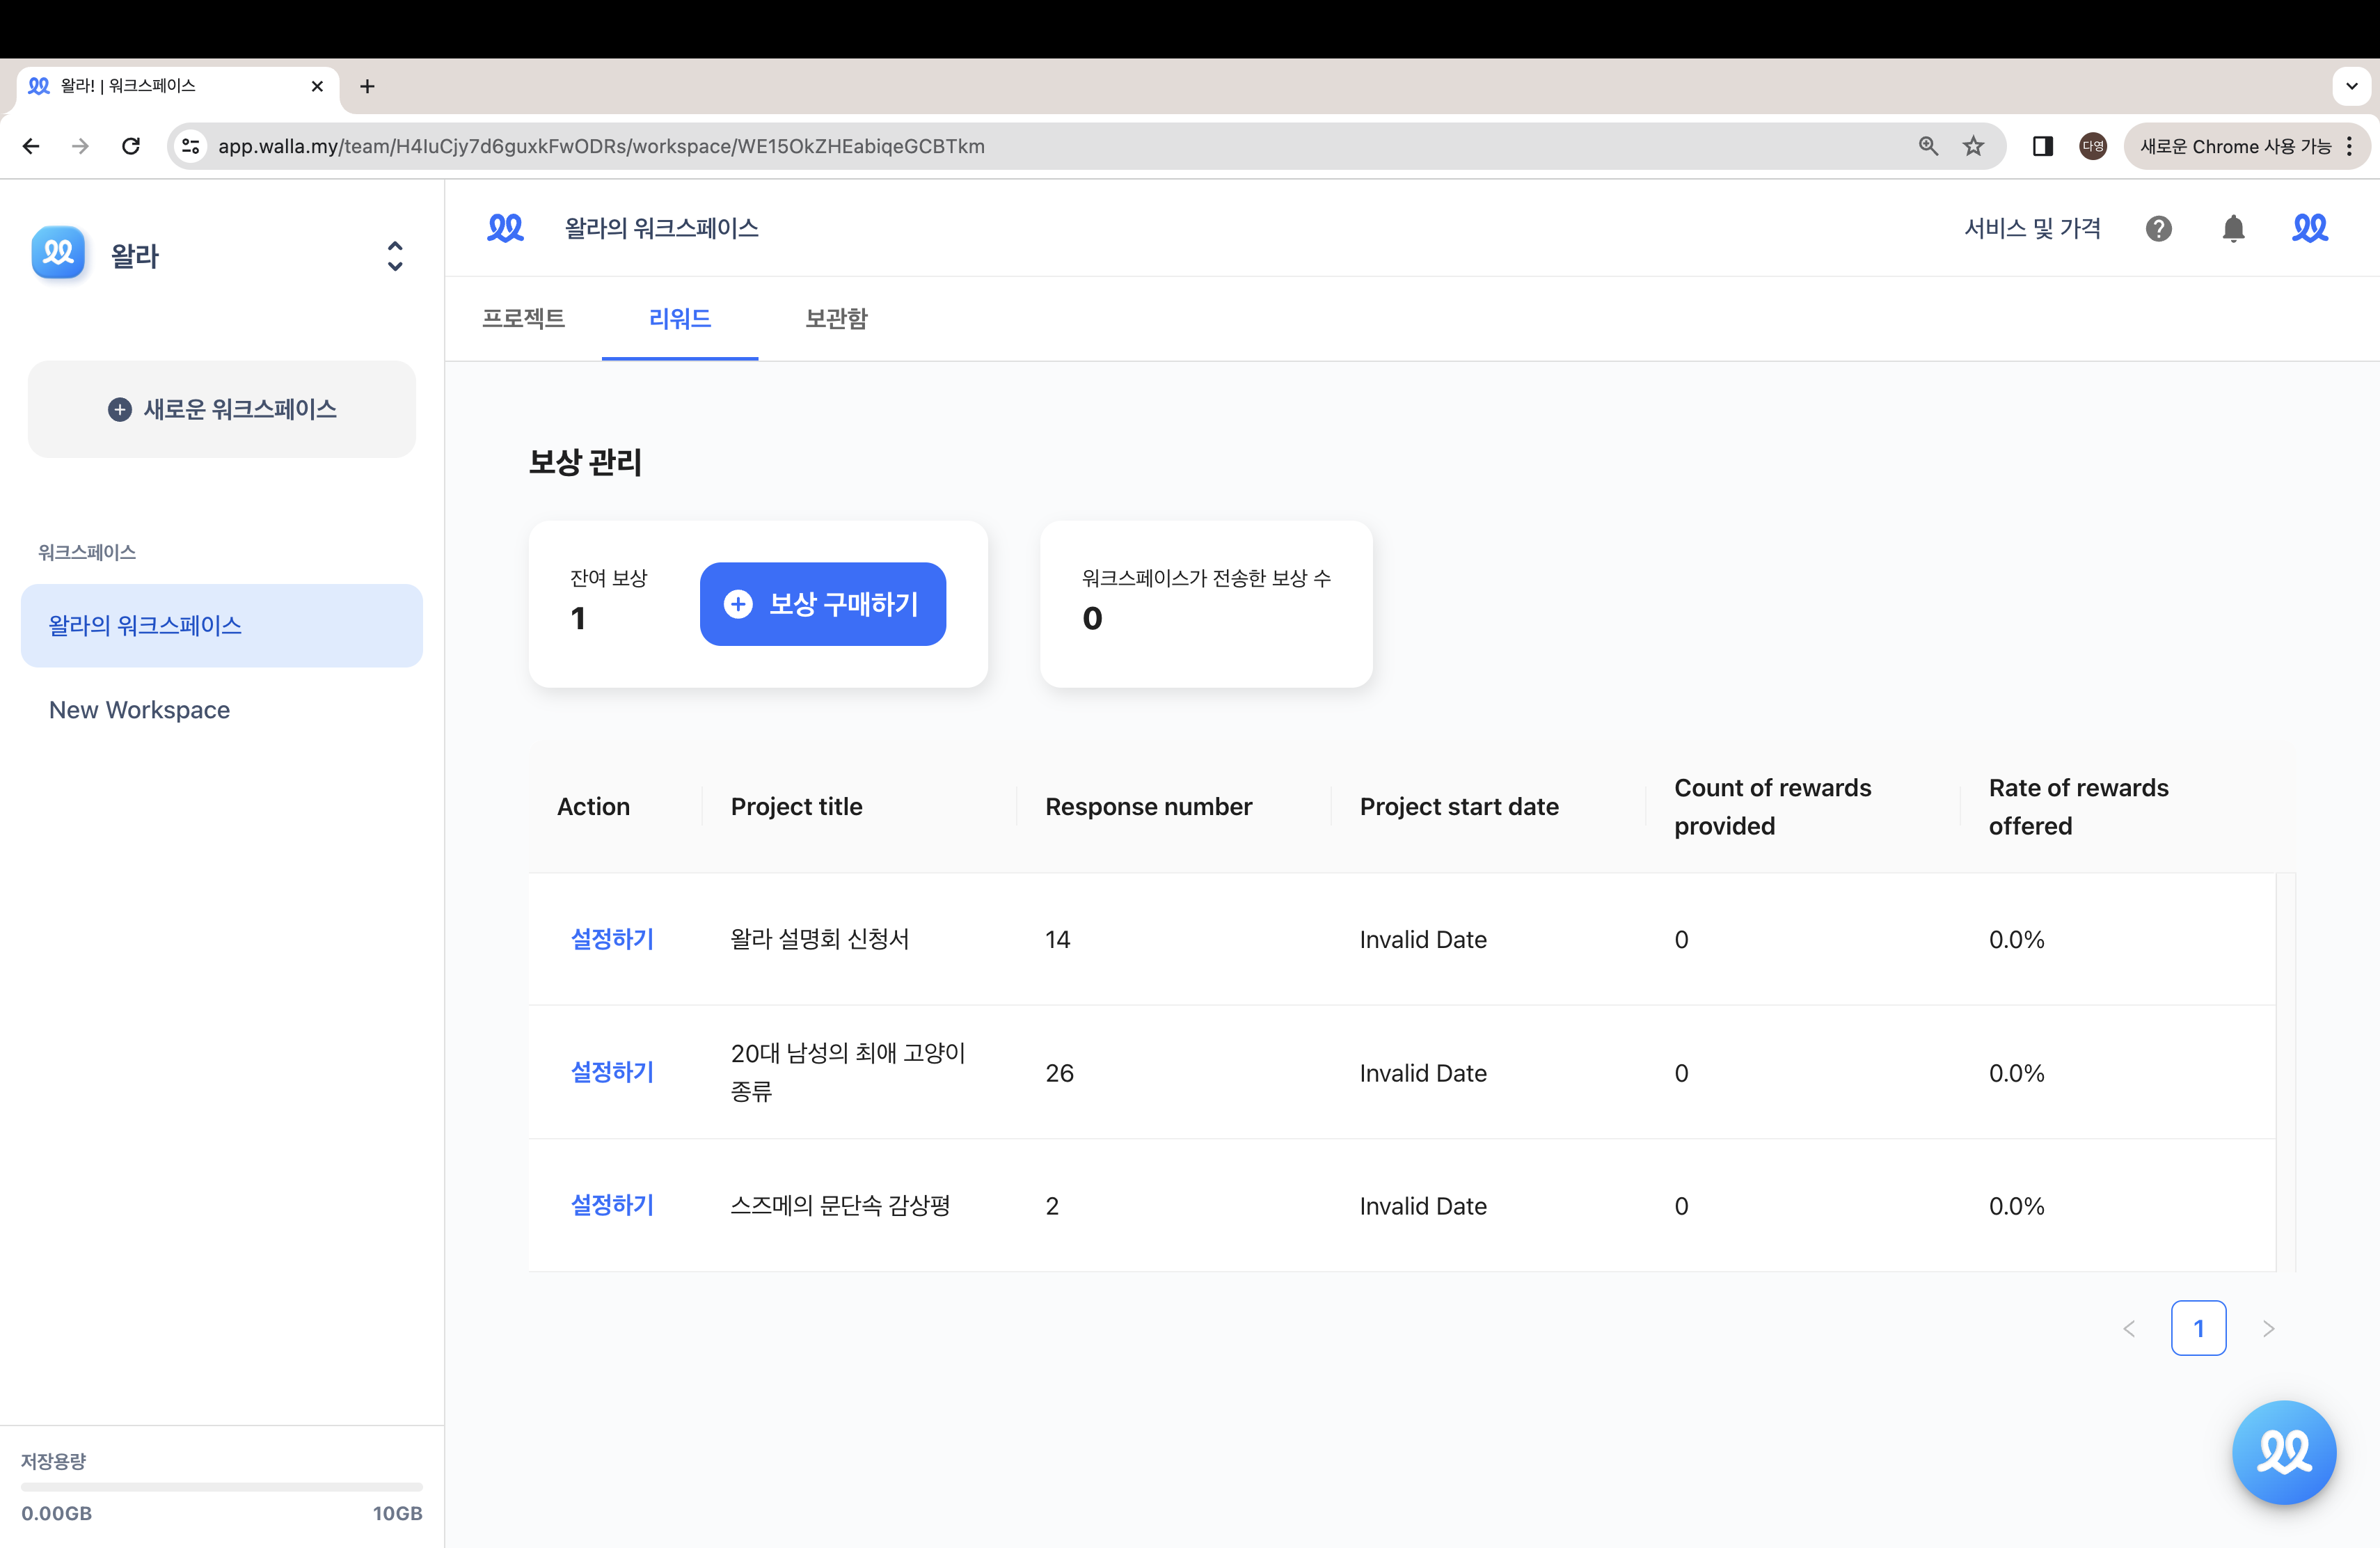 왈라! | 워크스페이스
app.walla.my/team/H4IuCjy7d6guxkFwODRs/workspace/WE15OkZHEabiqeGCBTkm
다영
새로운 Chrome 사용 가능
왈라
왈라의 워크스페이스
서비스 및 가격
프로젝트
리워드
보관함
새로운 워크스페이스
워크스페이스
왈라의 워크스페이스
New Workspace
저장용량
0.00GB
10GB
보상 관리
잔여 보상
1
보상 구매하기
워크스페이스가 전송한 보상 수
0
Action
Project title
Response number
Project start date
Count of rewards
provided
Rate of rewards
offered
설정하기
왈라 설명회 신청서
14
Invalid Date
0
0.0%
설정하기
20대 남성의 최애 고양이
종류
26
Invalid Date
0
0.0%
설정하기
스즈메의 문단속 감상평
2
Invalid Date
0
0.0%
1